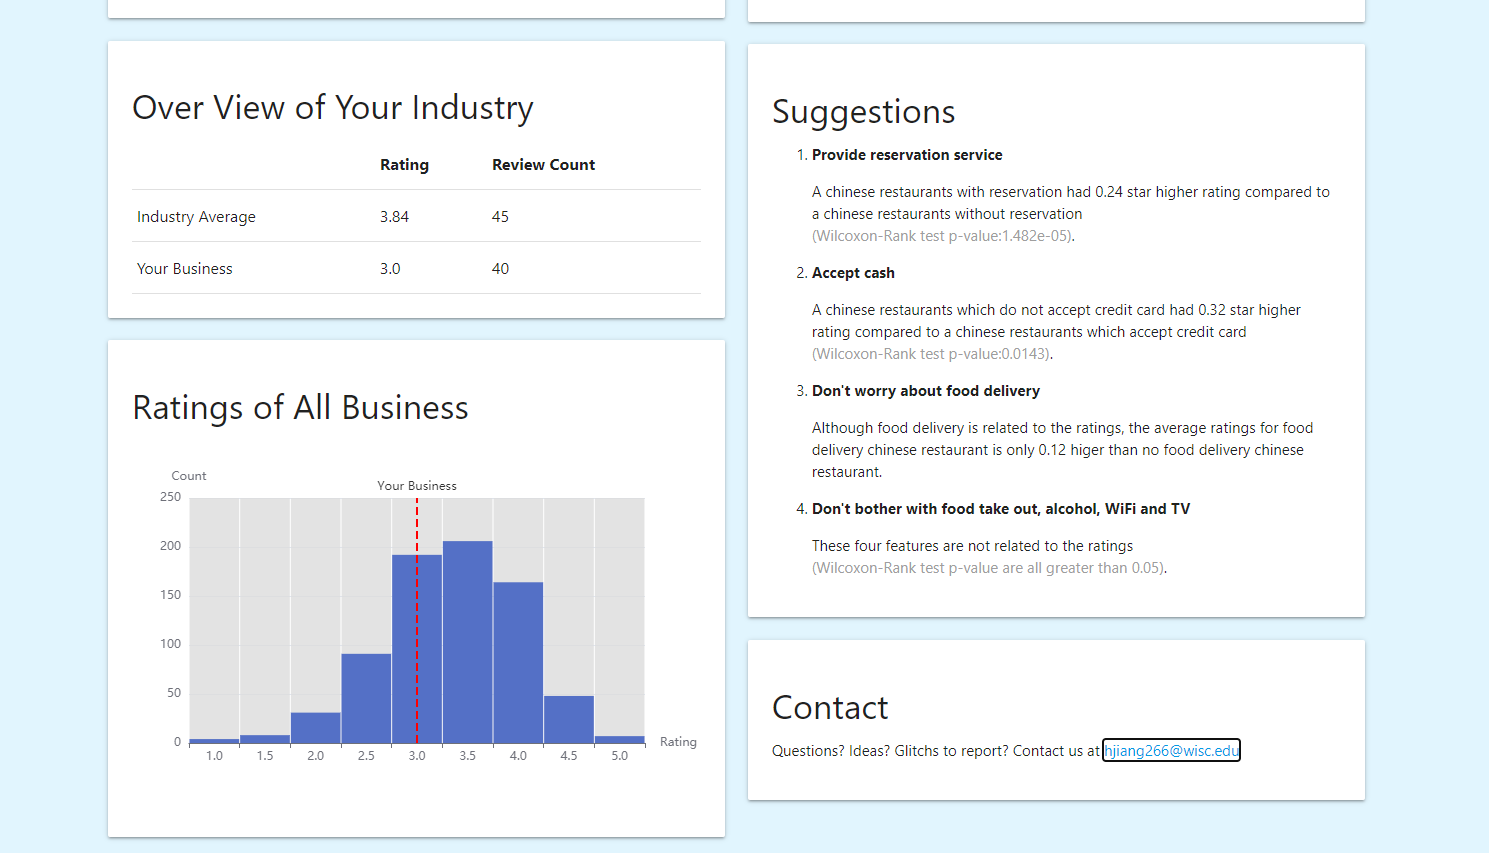 Over View of Your Industry
Rating Review Count
Industry Average 3.84 45
Your Business 3.0 40
Ratings of All Business
Count
Your Business
250
200
150
100
50
0
1.0 1.5 2.0 2.5 3.0 3.5 4.0 4.5 5.0
Rating
Suggestions
1. Provide reservation service
A chinese restaurants with reservation had 0.24 star higher rating compared to
a chinese restaurants without reservation
(Wilcoxon-Rank test p-value:1.482e-05).
2. Accept cash
A chinese restaurants which do not accept credit card had 0.32 star higher
rating compared to a chinese restaurants which accept credit card
(Wilcoxon-Rank test p-value:0.0143).
3. Don't worry about food delivery
Although food delivery is related to the ratings, the average ratings for food
delivery chinese restaurant is only 0.12 higer than no food delivery chinese
restaurant.
4. Don't bother with food take out, alcohol, WiFi and TV
These four features are not related to the ratings
(Wilcoxon-Rank test p-value are all greater than 0.05).
Contact
Questions? Ideas? Glitchs to report? Contact us at hjiang266@wisc.edu